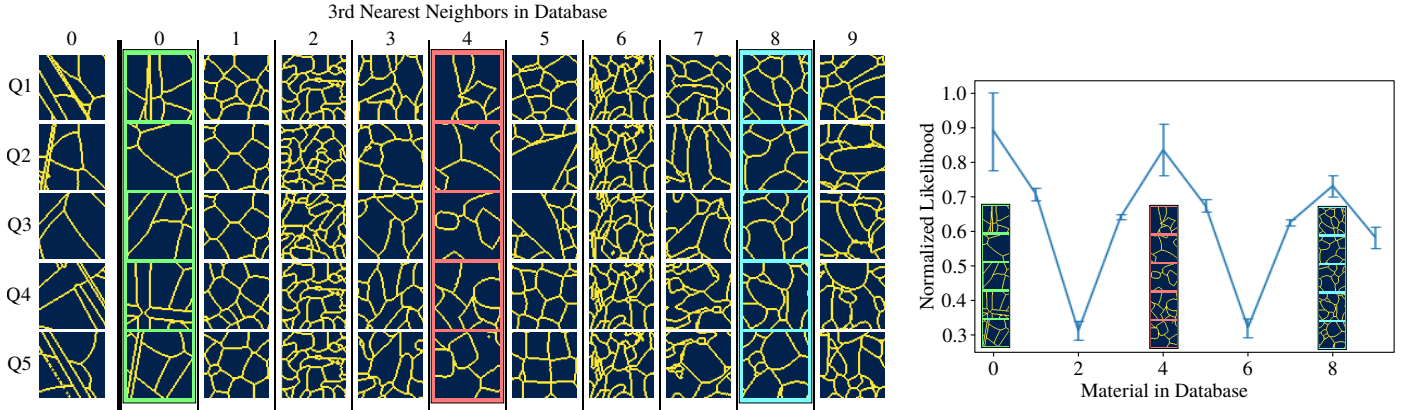 3rd Nearest Neighbors in Database
0 0 1 2 3 4 5 6 7 8 9
Q1
Q2
Q3
Q4
Q5
Normalized Likelihood
1.0
0.9
0.8
0.7
0.6
0.5
0.4
0.3
0 2 4 6 8
Material in Database